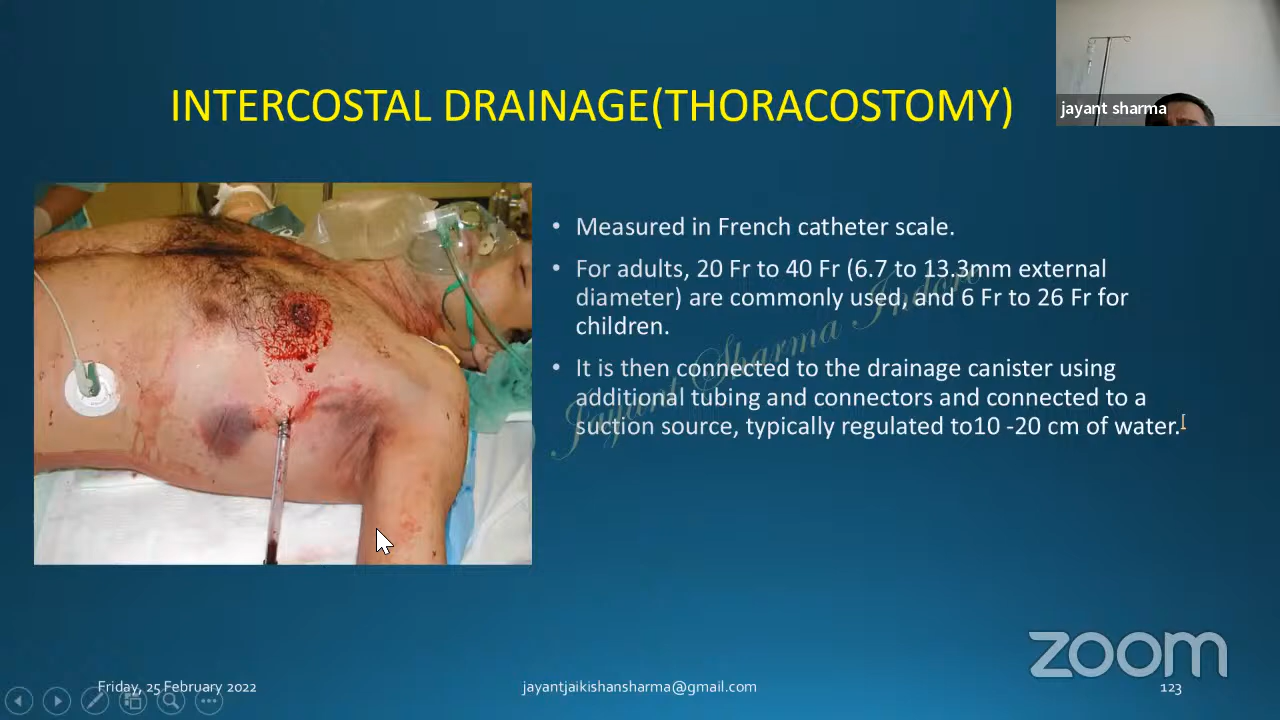 jayant sharma
INTERCOSTAL DRAINAGE(THORACOSTOMY)
• Measured in French catheter scale.
• For adults, 20 Fr to 40 Fr (6.7 to 13.3mm external
diameter) are commonly used, and 6 Fr to 26 Fr for
children.
• It is then connected to the drainage canister using
additional tubing and connectors and connected to a
suction source, typically regulated to10 -20 cm of water.[
Jayant Sharma Indore
zoom
Friday, 25 February 2022
jayantjaikishansharma@gmail.com
123